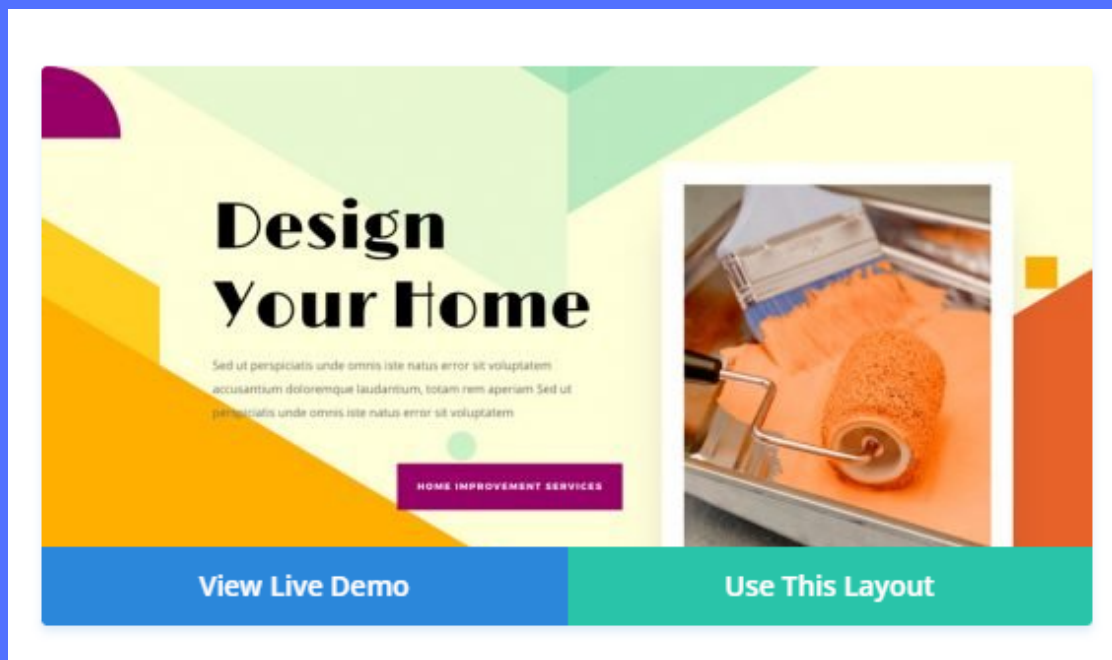 Design
Your Home
Sed ut perspiciatis unde omnis iste natus error sit voluptatem
accusantium doloremque laudantium, totam rem aperiam Sed ut
perspiciatis unde omnis iste natus error sit voluptatem
HOME IMPROVEMENT SERVICES
View Live Demo
Use This Layout